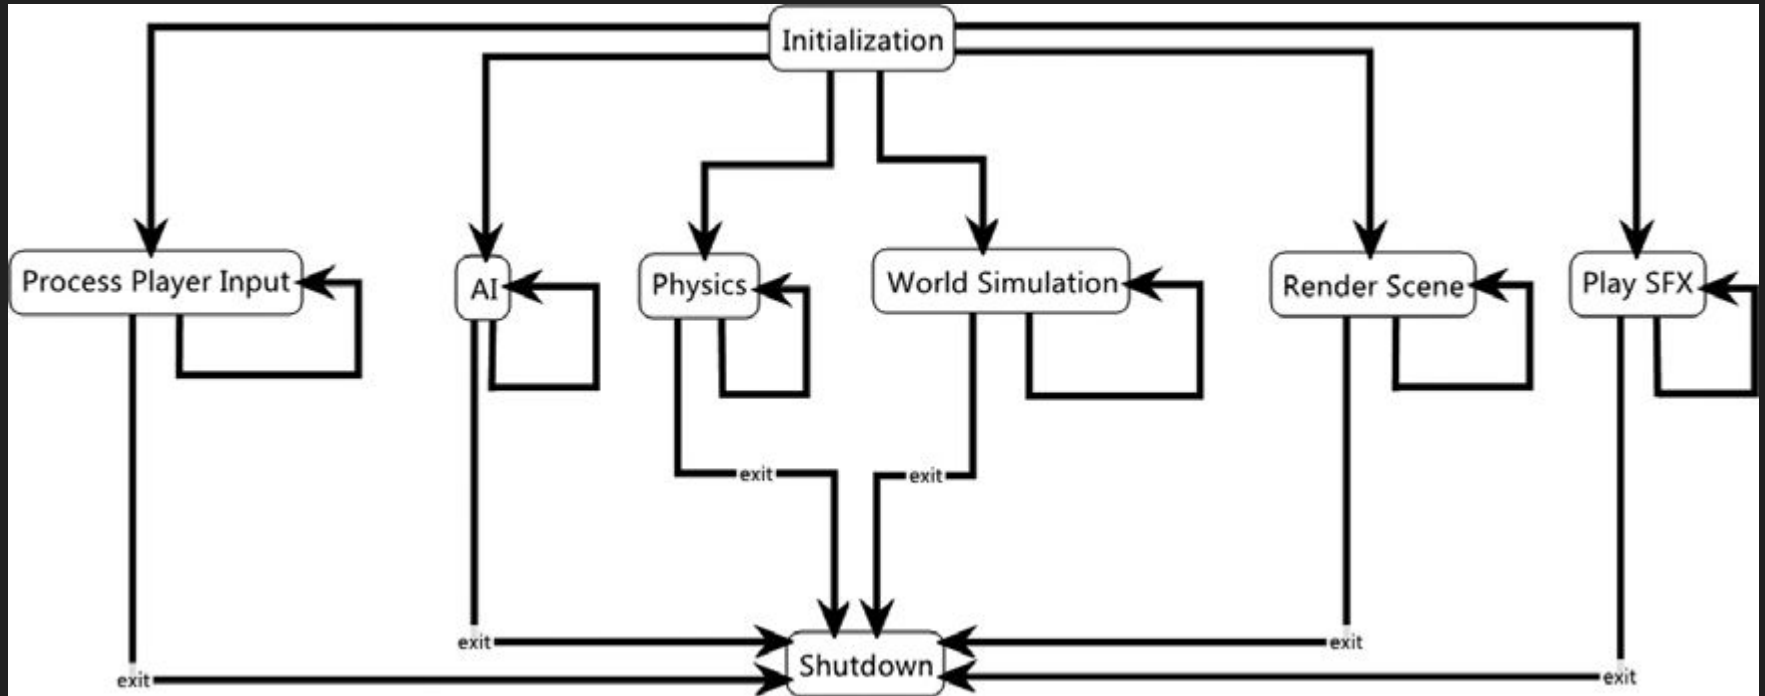 Initialization
Process Player Input
AI
Physics
World Simulation
Render Scene
Play SFX
exit
exit
exit
exit
exit
exit
Shutdown